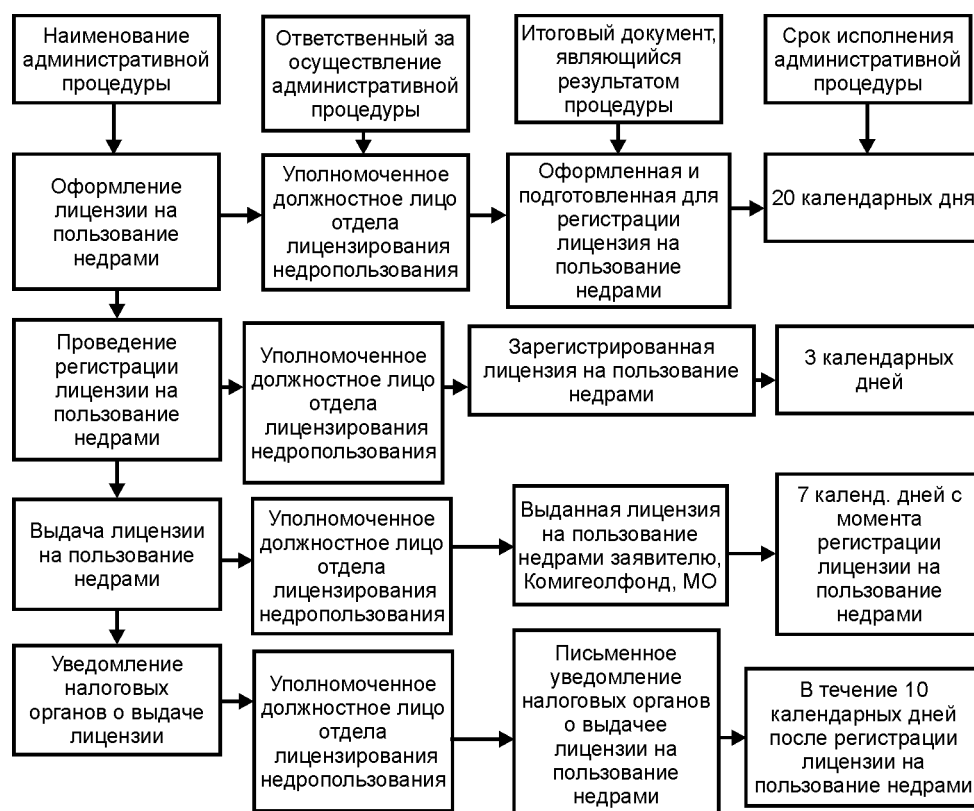 Наименование
административной
процедуры
Ответственный за
осуществление
административной
процедуры
Итоговый документ,
являющийся
результатом
процедуры
Срок исполнения
административной
процедуры
Оформление
лицензии на
пользование
недрами
Уполномоченное
должностное лицо
отдела
лицензирования
недропользования
Оформленная и
подготовленная для
регистрации
лицензия на
пользование
недрами
20 календарных дня
Проведение
регистрации
лицензии на
пользование
недрами
Уполномоченное
должностное лицо
отдела
лицензирования
недропользования
Зарегистрированная
лицензия на пользование
недрами
3 календарных
дней
Выдача лицензии
на пользование
недрами
Уполномоченное
должностное лицо
отдела
лицензирования
недропользования
Выданная лицензия
на пользование
недрами заявителю,
Комигеолфонд, МО
7 календ. дней с
момента
регистрации
лицензии на
пользование
недрами
Уведомление
налоговых
органов о выдаче
лицензии
Уполномоченное
должностное лицо
отдела
лицензирования
недропользования
Письменное
уведомление
налоговых органов
о выдачее
лицензии на
пользование
недрами
В течение 10
календарных дней
после регистрации
лицензии на
пользование недрами